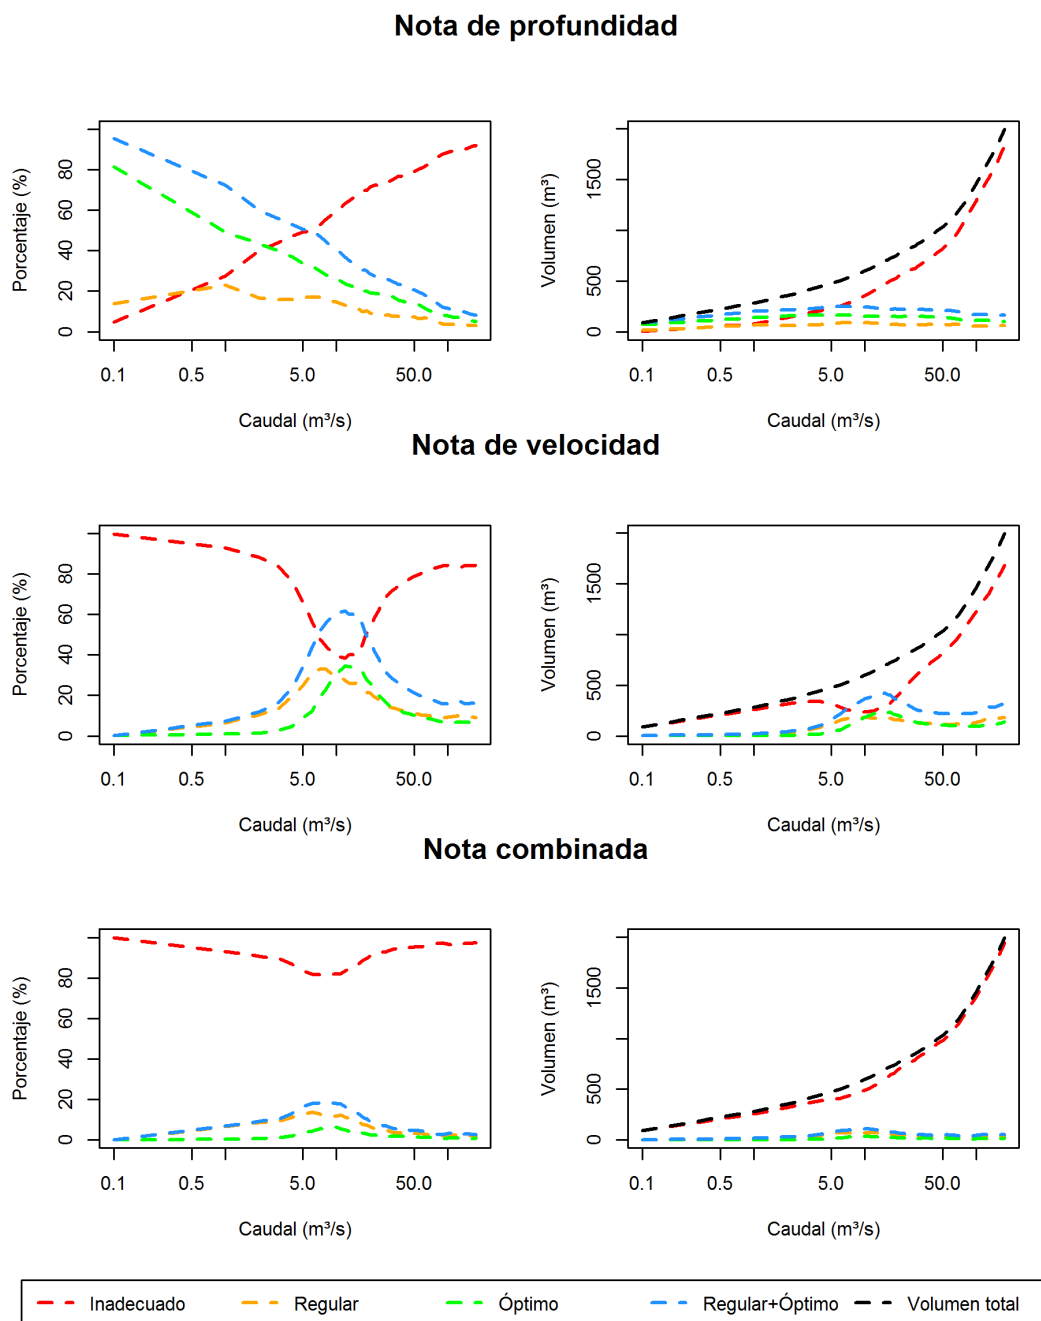 Nota de profundidad
Porcentaje (%)
0 20 40 60 80
0.1 0.5 5.0 50.0
Caudal (m³/s)
Volumen (m³)
0 500 1500
0.1 0.5 5.0 50.0
Caudal (m³/s)
Nota de velocidad
Porcentaje (%)
0 20 40 60 80
0.1 0.5 5.0 50.0
Caudal (m³/s)
Volumen (m³)
0 500 1500
0.1 0.5 5.0 50.0
Caudal (m³/s)
Nota combinada
Porcentaje (%)
0 20 40 60 80
0.1 0.5 5.0 50.0
Caudal (m³/s)
Volumen (m³)
0 500 1500
0.1 0.5 5.0 50.0
Caudal (m³/s)
Inadecuado Regular Óptimo Regular+Óptimo Volumen total